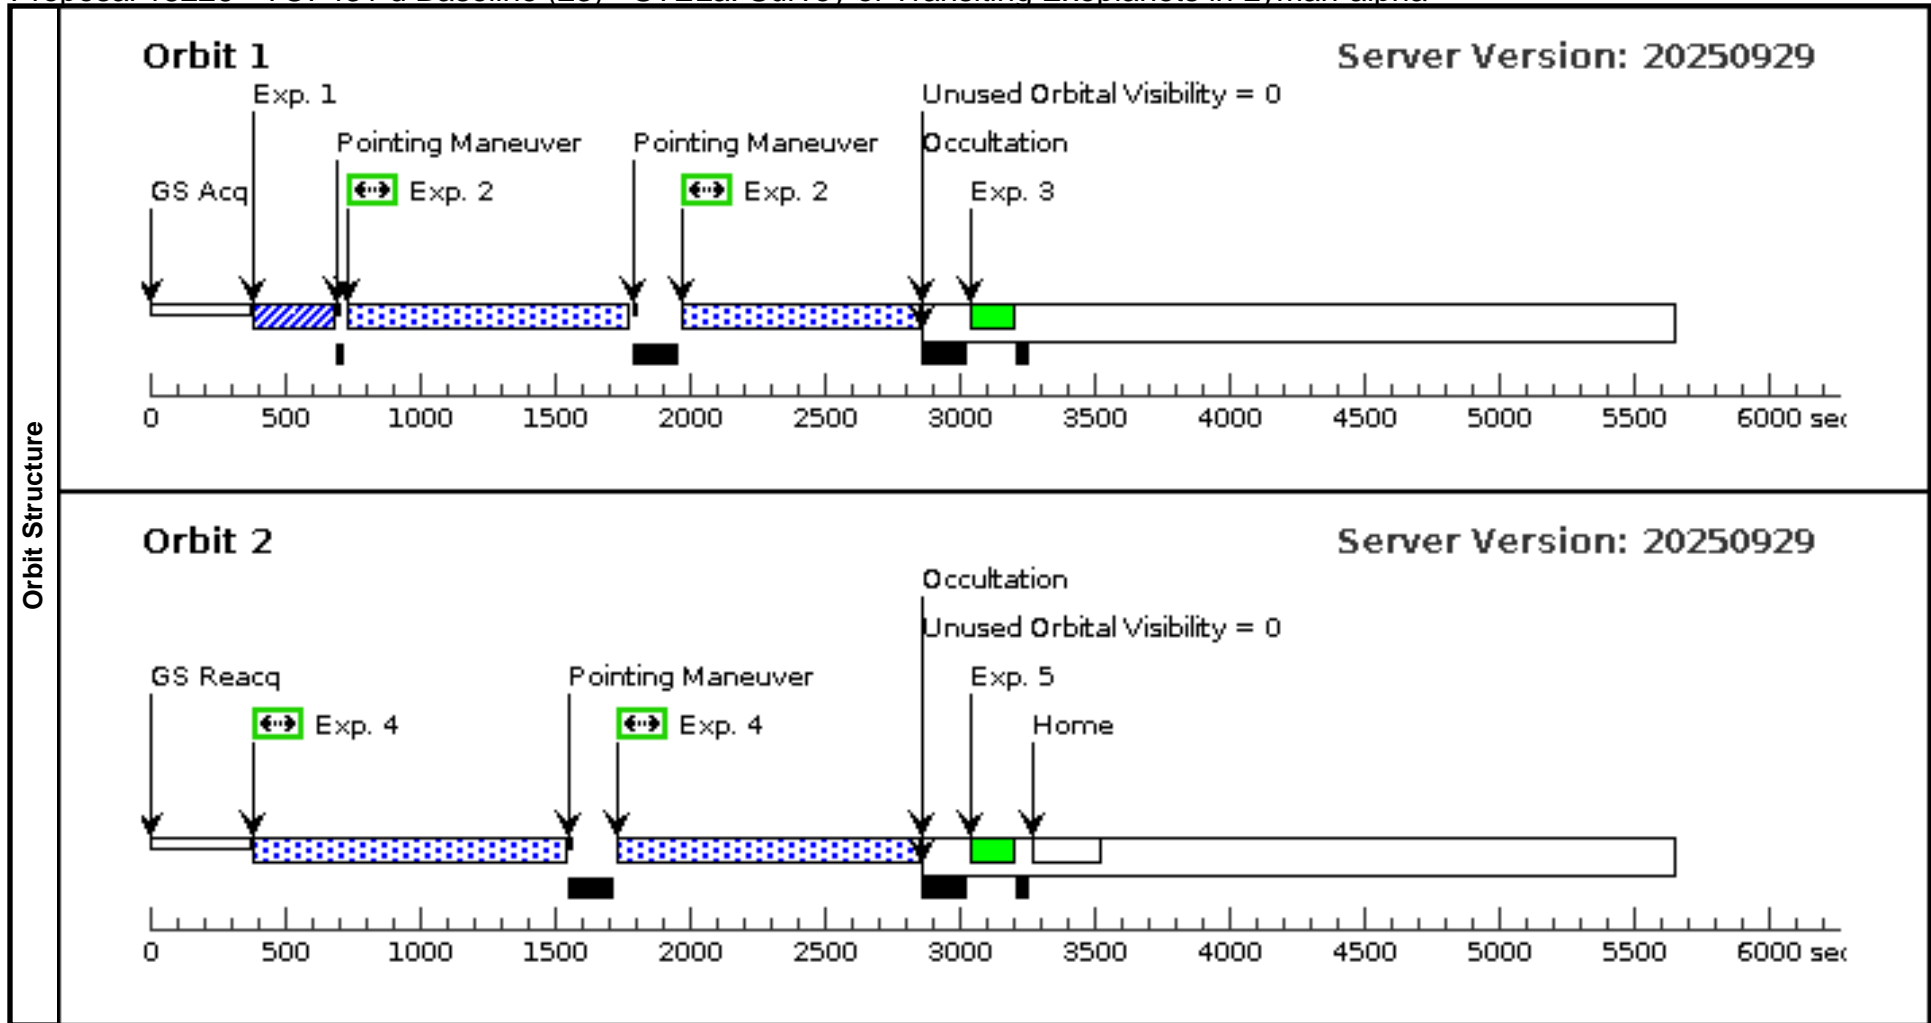 Orbit Structure
Orbit 1
Server Version: 20250929
Exp. 1
Unused Orbital Visibility = 0
Pointing Maneuver
Pointing Maneuver
Occultation
GS Acq
Exp. 2
Exp. 2
Exp. 3
0 500 1000 1500 2000 2500 3000 3500 4000 4500 5000 5500 6000 sec
Orbit 2
Server Version: 20250929
Occultation
Unused Orbital Visibility = 0
GS Reacq
Pointing Maneuver
Exp. 5
Exp. 4
Exp. 4
Home
0 500 1000 1500 2000 2500 3000 3500 4000 4500 5000 5500 6000 sec